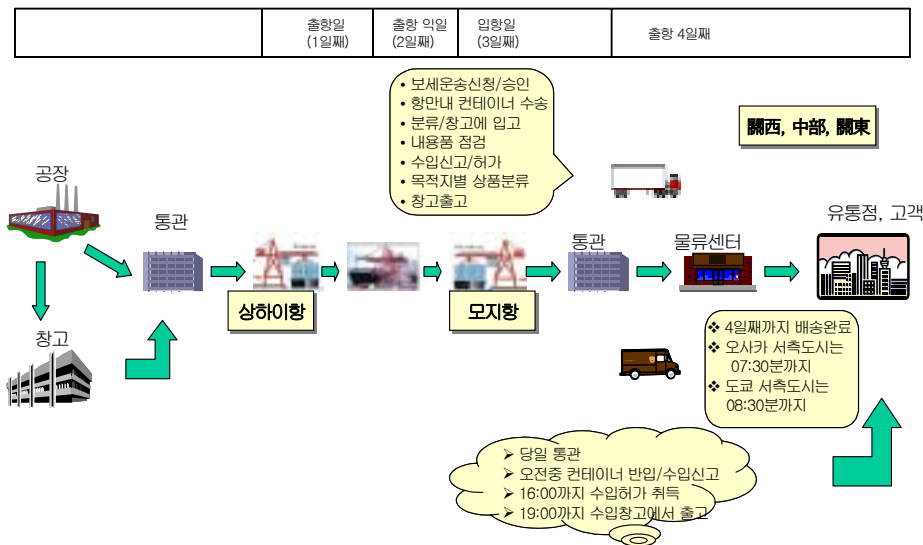 출항일
(1일째)
출항 익일
(2일째)
입항일
(3일째)
출항 4일째
• 보세운송신청/승인
• 항만내 컨테이너 수송
• 분류/창고에 입고
• 내용품 점검
• 수입신고/허가
• 목적지별 상품분류
• 창고출고
關西, 中部, 關東
공장
통관
통관
물류센터
유통점, 고객
상하이항
모지항
창고
❖ 4일째까지 배송완료
❖ 오사카 서측도시는
07:30분까지
❖ 도쿄 서측도시는
08:30분까지
➢ 당일 통관
➢ 오전중 컨테이너 반입/수입신고
➢ 16:00까지 수입허가 취득
➢ 19:00까지 수입창고에서 출고